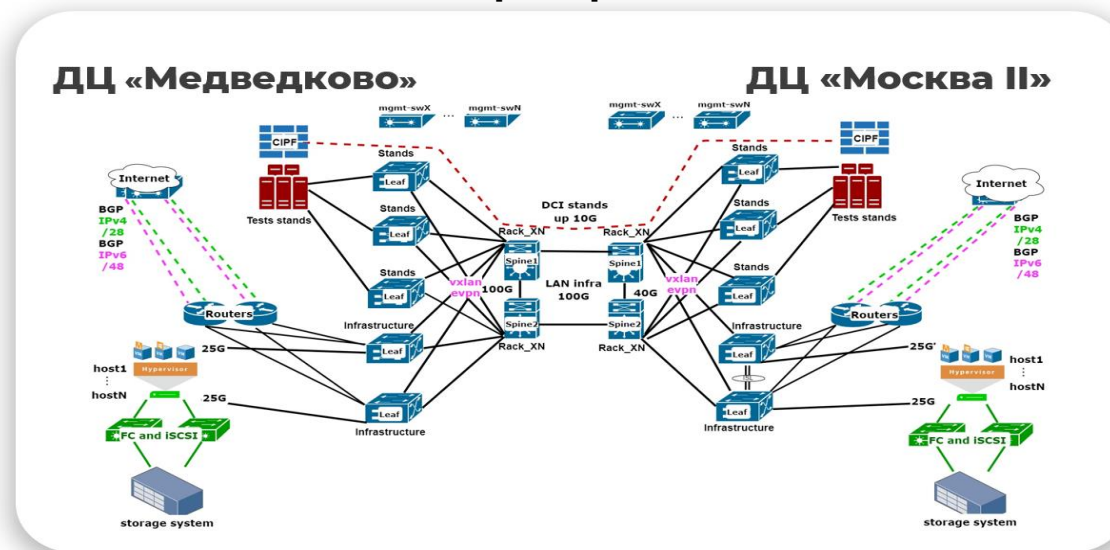 ДЦ «Медведково»
ДЦ «Москва II»
mgmt-swX ... mgmt-swN
mgmt-swX ... mgmt-swN
CIPF
CIPF
Stands
Leaf
Stands
Leaf
Internet
Internet
Tests stands
Tests stands
DCI stands
up 10G
BGP
IPv4
/28
BGP
IPv6
/48
BGP
IPv4
/28
BGP
IPv6
/48
Stands
Leaf
Stands
Leaf
Rack_XN
Rack_XN
Spine1
Spine1
Stands
Leaf
Stands
Leaf
vxlan
evpn
100G
LAN infra
100G
40G
vxlan
evpn
Routers
Routers
Spine2
Spine2
Rack_XN
Rack_XN
Infrastructure
Leaf
Infrastructure
Leaf
25G
25G*
ISL
host1
⋮
hostN
Hypervisor
host1
⋮
hostN
Hypervisor
25G
25G
Leaf
Infrastructure
Leaf
Infrastructure
FC and iSCSI
FC and iSCSI
storage system
storage system